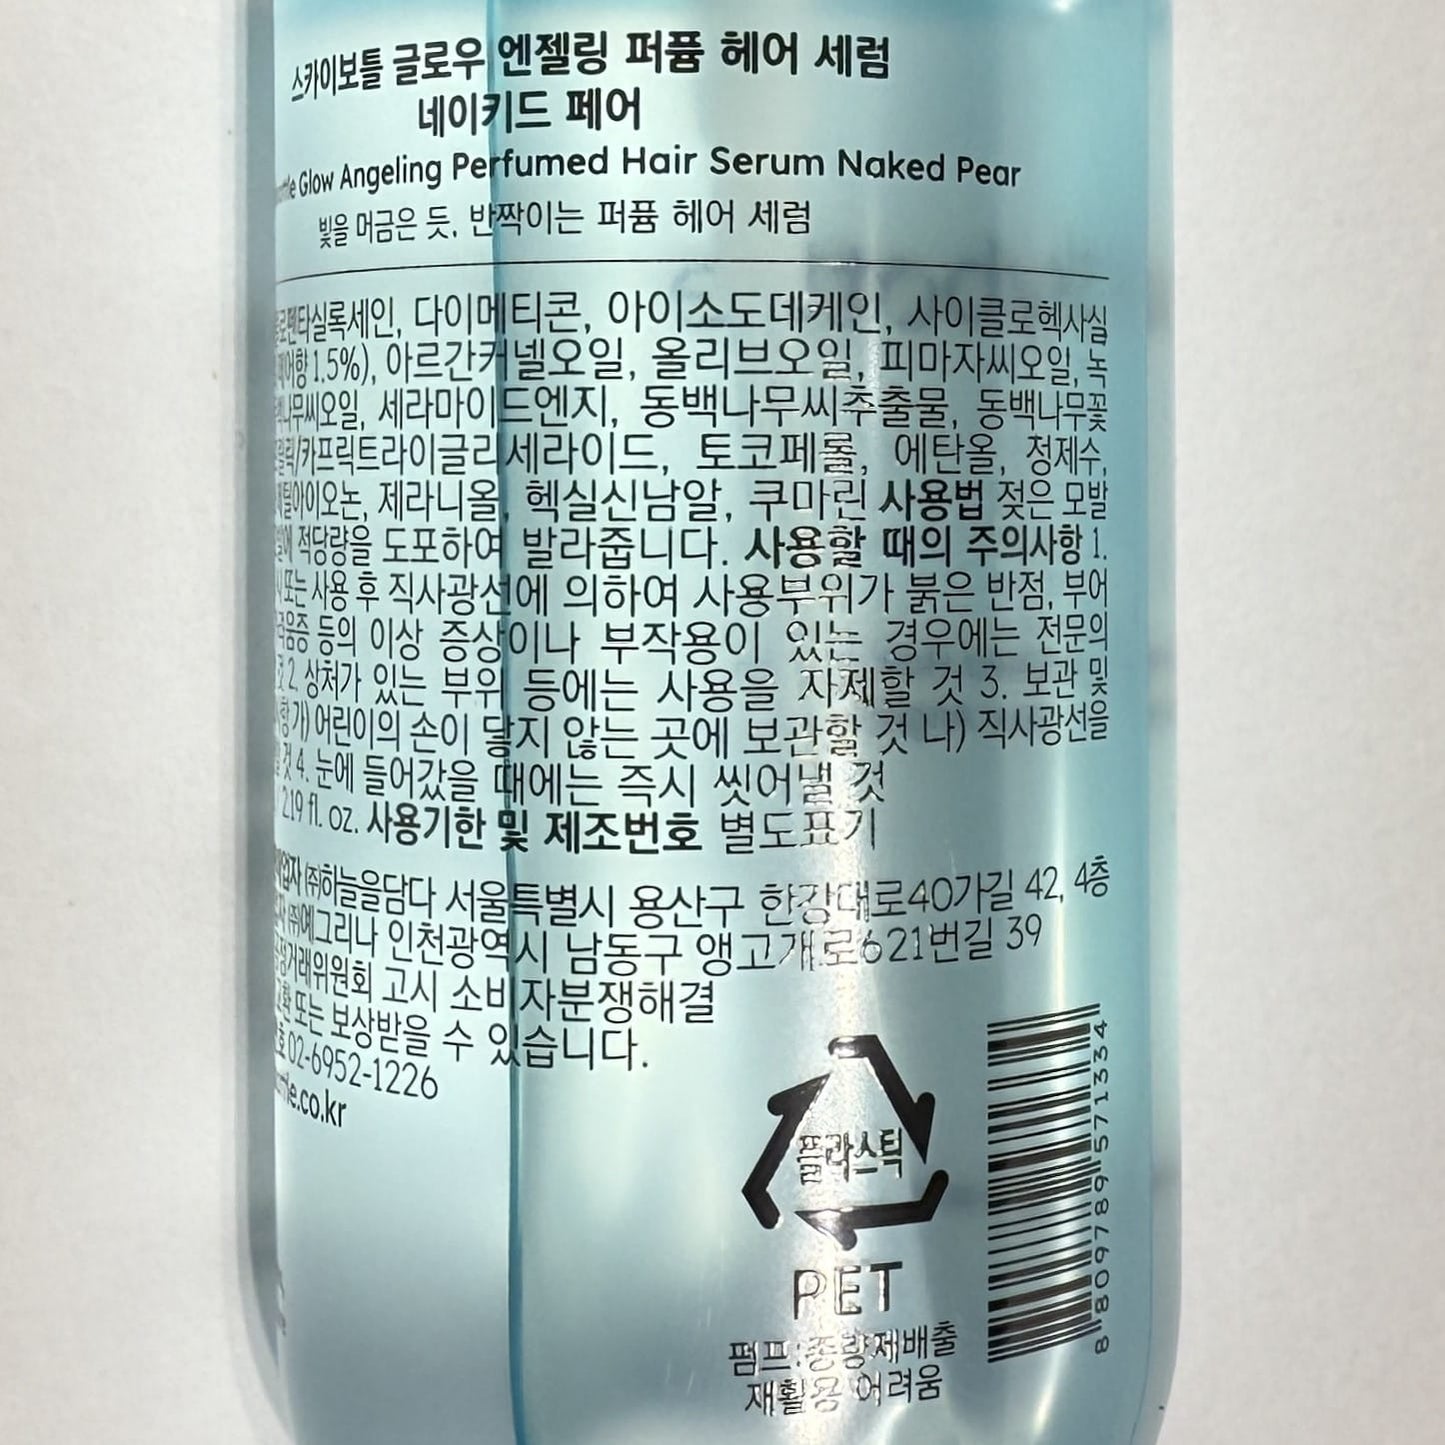 스카이보틀 글로우 엔젤링 퍼퓸 헤어 세럼
네이키드 페어
Glow Angeling Perfumed Hair Serum Naked Pear
빛을 머금은 듯, 반짝이는 퍼퓸 헤어 세럼
다이메티콘, 아이소도데케인, 사이클로헥사실
1.5%), 아르간커넬오일, 올리브오일, 피마자씨오일, 녹
세라마이드엔지, 동백나무씨추출물, 동백나무꽃
/카프릭트라이글리세라이드, 토코페롤, 에탄올, 정제수,
제라니올, 헥실신남알, 쿠마린 사용법 젖은 모발
적당량을 도포하여 발라줍니다. 사용할 때의 주의사항 1.
또는 사용 후 직사광선에 의하여 사용부위가 붉은 반점, 부어
등의 이상 증상이나 부작용이 있는 경우에는 전문의
2. 상처가 있는 부위 등에는 사용을 자제할 것 3. 보관 및
가) 어린이의 손이 닿지 않는 곳에 보관할 것 나) 직사광선을
것 4. 눈에 들어갔을 때에는 즉시 씻어낼 것
2.19 fl. oz. 사용기한 및 제조번호 별도표기
(주)하늘을담다 서울특별시 용산구 한강대로40가길 42, 4층
(주)에그리나 인천광역시 남동구 앵고개로621번길 39
고시 소비자분쟁해결
또는 보상받을 수 있습니다.
02-6952-1226
.co.kr
플라스틱
PET
펌프:종량제배출
재활용 어려움
8809789571334